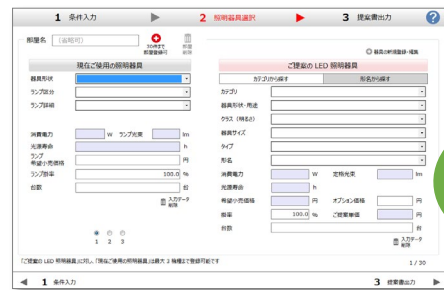 1 条件入力 ▶ 2 照明器具選択 ▶ 3 提案書出力 ?
部屋名 (省略可)
30件まで
部屋登録可
部屋
削除
器具の新規登録・編集
現在ご使用の照明器具
ご提案の LED 照明器具
器具形状
ランプ区分
ランプ詳細
消費電力 W ランプ光束 lm
光源寿命 h
ランプ
希望小売価格 円
ランプ掛率 100.0 %
台数 台
入力データ
削除
1 2 3
カテゴリから探す 形名から探す
カテゴリ
器具形状・用途
クラス (明るさ)
器具サイズ
タイプ
形名
消費電力 W 定格光束 lm
光源寿命 h
希望小売価格 円 オプション価格 円
掛率 100.0 % ご提案単価 円
台数 台
入力データ
削除
「ご提案の LED 照明器具」に対し、「現在ご使用の照明器具」は最大 3 機種まで登録可能です
1 / 30
◀ 1 条件入力
3 提案書出力 ▶